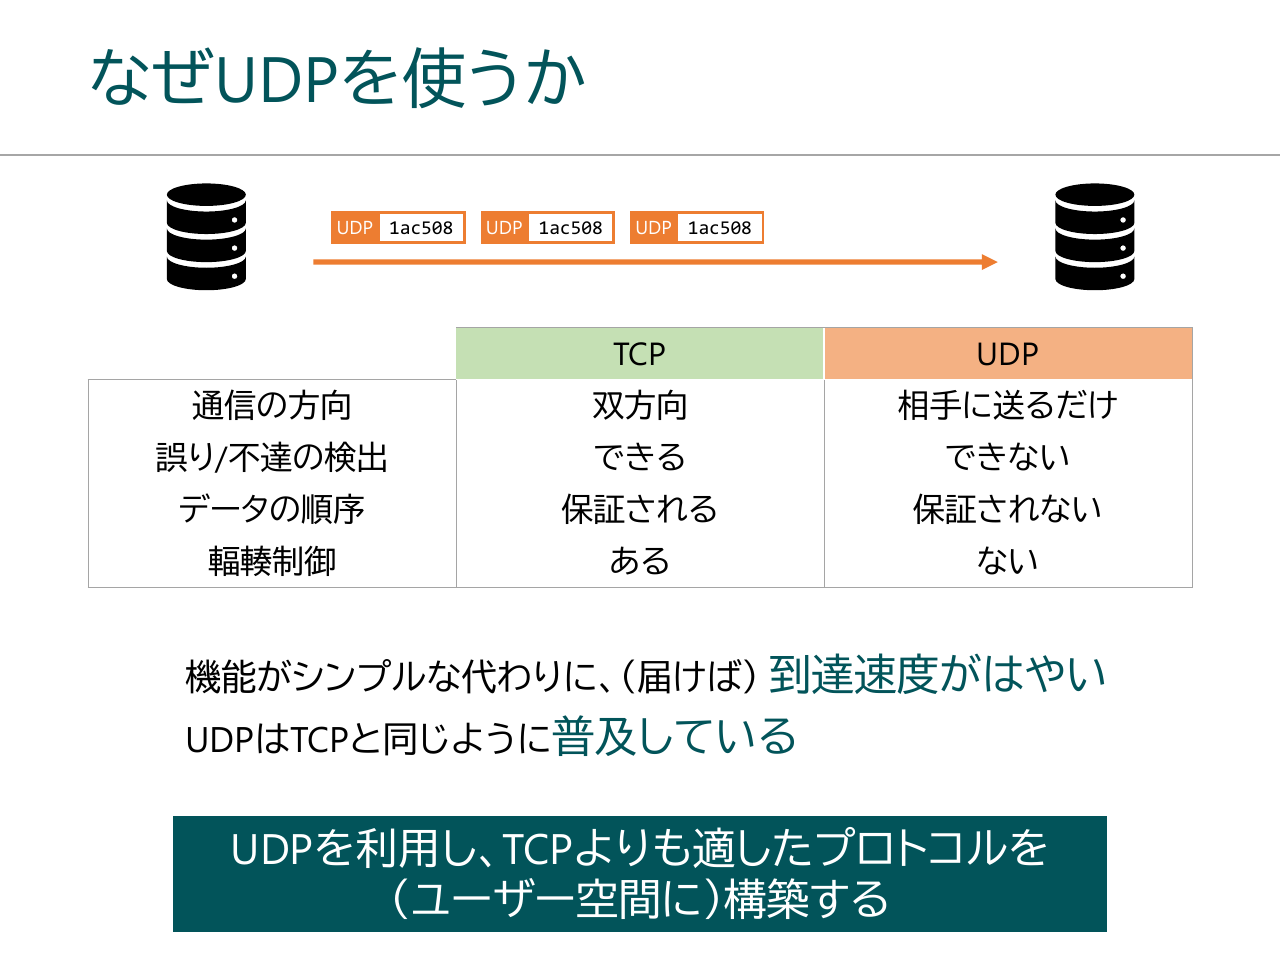 なぜUDPを使うか
UDP 1ac508 UDP 1ac508 UDP 1ac508
TCP UDP
通信の方向 双方向 相手に送るだけ
誤り/不達の検出 できる できない
データの順序 保証される 保証されない
輻輳制御 ある ない
機能がシンプルな代わりに、（届けば）到達速度がはやい
UDPはTCPと同じように普及している
UDPを利用し、TCPよりも適したプロトコルを
（ユーザー空間に）構築する